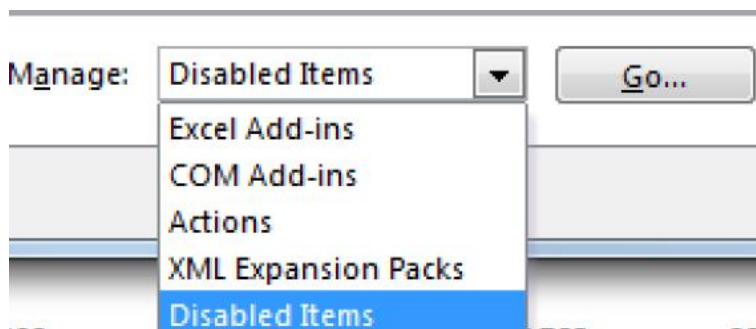 Manage: Disabled Items Go...
Excel Add-ins
COM Add-ins
Actions
XML Expansion Packs
Disabled Items